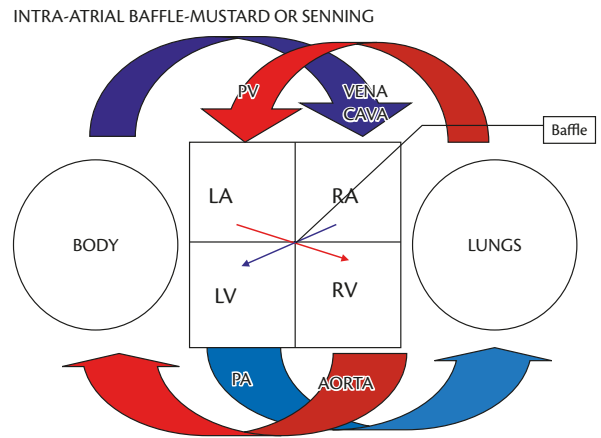 INTRA-ATRIAL BAFFLE-MUSTARD OR SENNING
PV
VENA
CAVA
Baffle
LA
RA
BODY
LUNGS
LV
RV
PA
AORTA